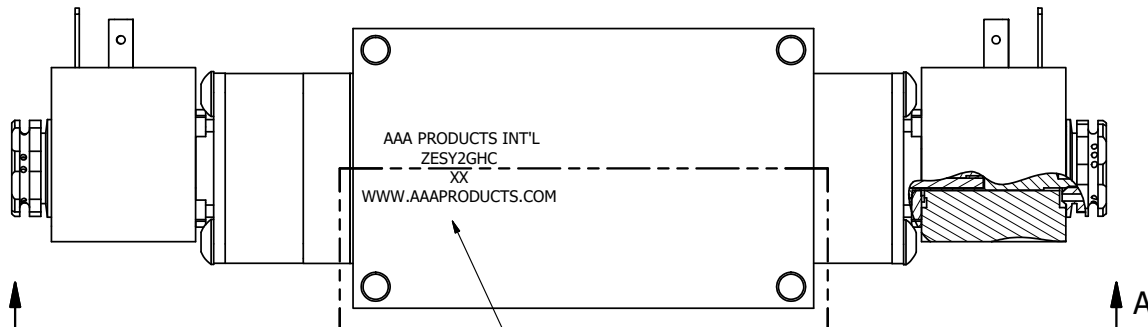 AAA PRODUCTS INT'L
ZESY2GHC
XX
WWW.AAAPRODUCTS.COM
A